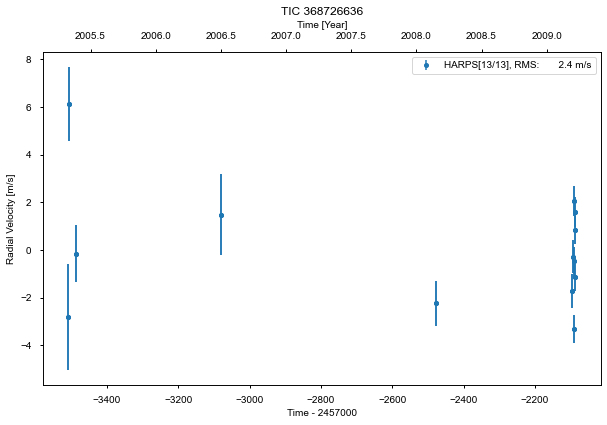 TIC 368726636
Time [Year]
2005.5 2006.0 2006.5 2007.0 2007.5 2008.0 2008.5 2009.0
HARPS[13/13], RMS: 2.4 m/s
8
6
4
2
0
−2
−4
Radial Velocity [m/s]
−3400 −3200 −3000 −2800 −2600 −2400 −2200
Time - 2457000